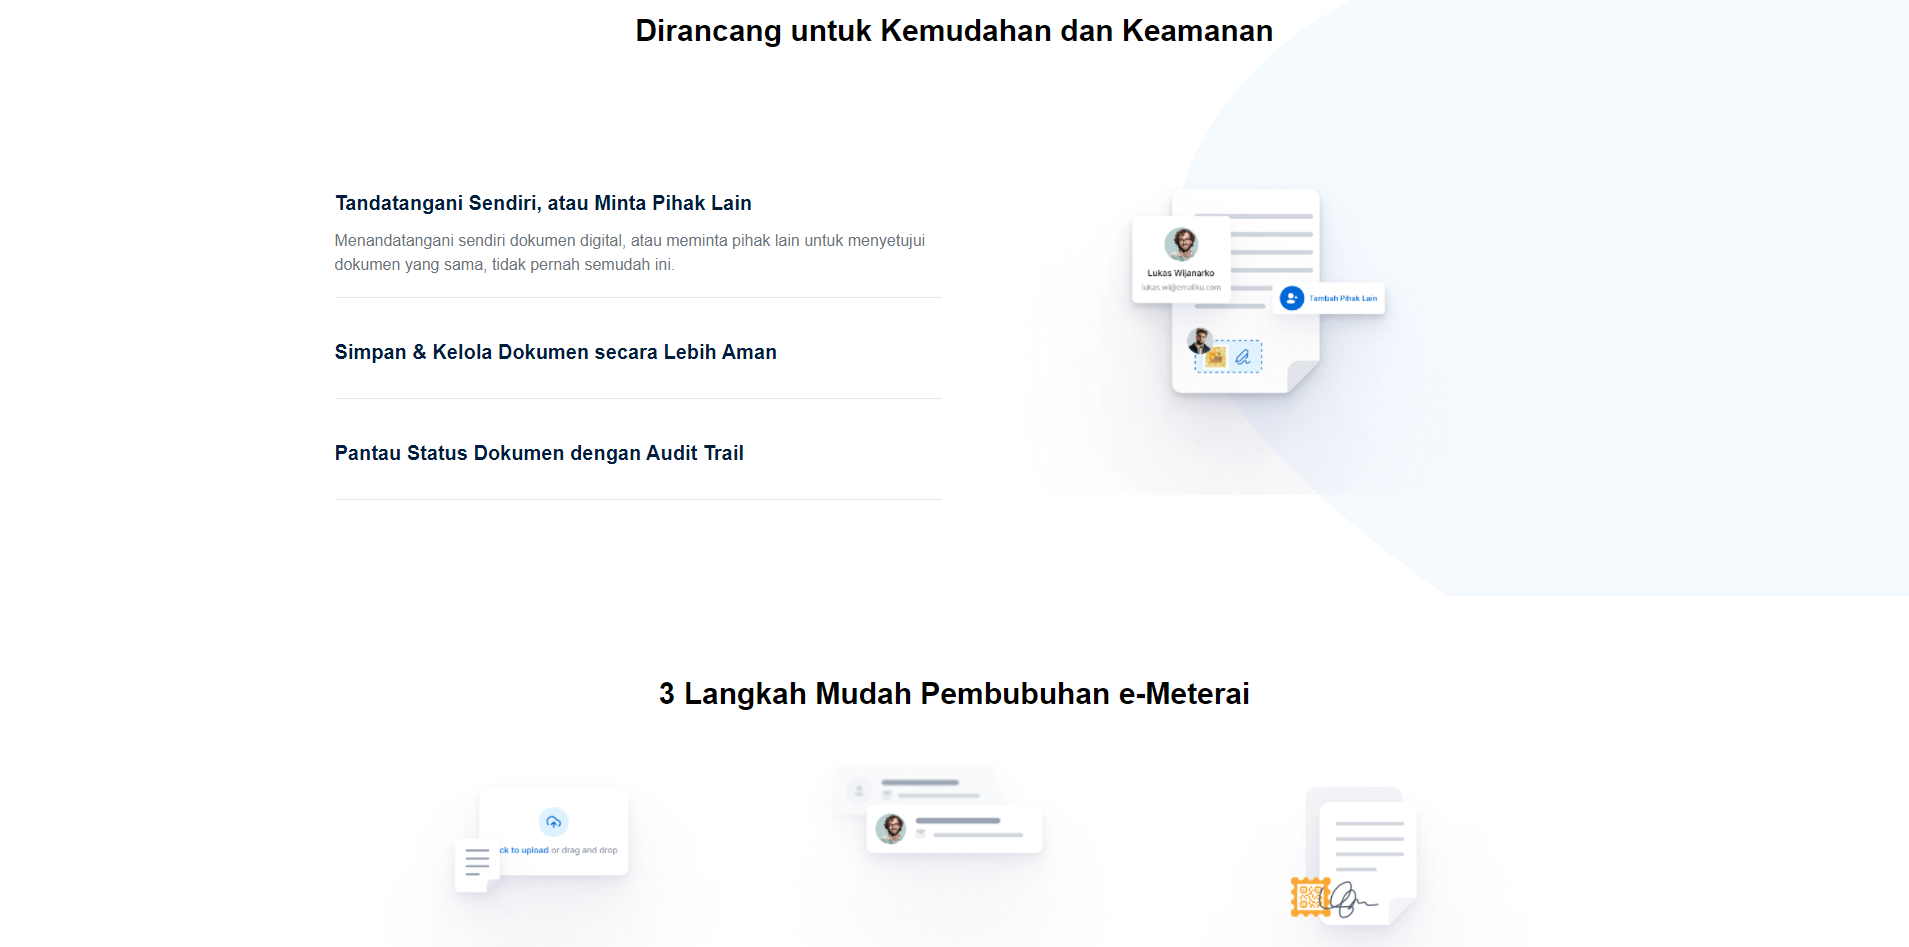 Dirancang untuk Kemudahan dan Keamanan
Tandatangani Sendiri, atau Minta Pihak Lain
Menandatangani sendiri dokumen digital, atau meminta pihak lain untuk menyetujui
dokumen yang sama, tidak pernah semudah ini.
Simpan & Kelola Dokumen secara Lebih Aman
Pantau Status Dokumen dengan Audit Trail
Lukas Wijanarko
lukas.wij@emailku.com
Tambah Pihak Lain
3 Langkah Mudah Pembubuhan e-Meterai
ck to upload or drag and drop